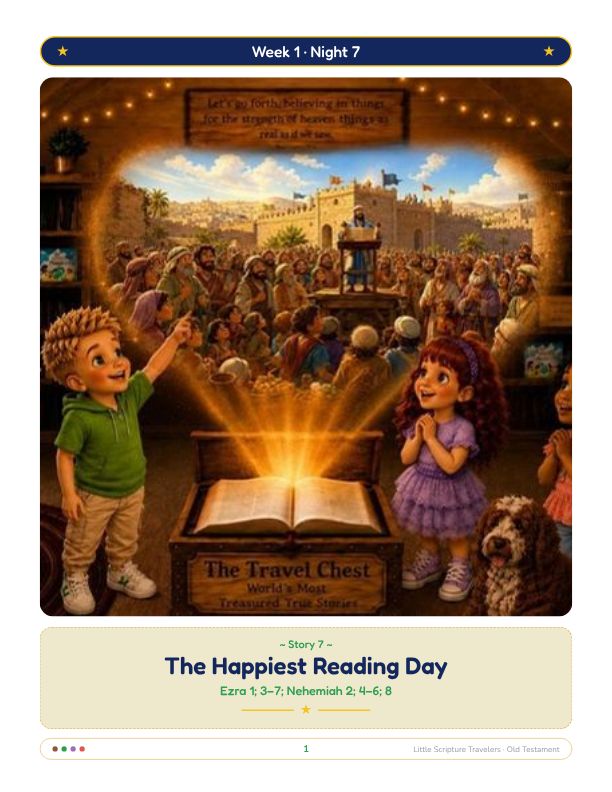 Week 1 · Night 7
Let's go forth, believing in things
for the strength of heaven things as
real as if we saw.
The Travel Chest
World's Most
Treasured True Stories
~ Story 7 ~
The Happiest Reading Day
Ezra 1; 3–7; Nehemiah 2; 4–6; 8
1
Little Scripture Travelers · Old Testament